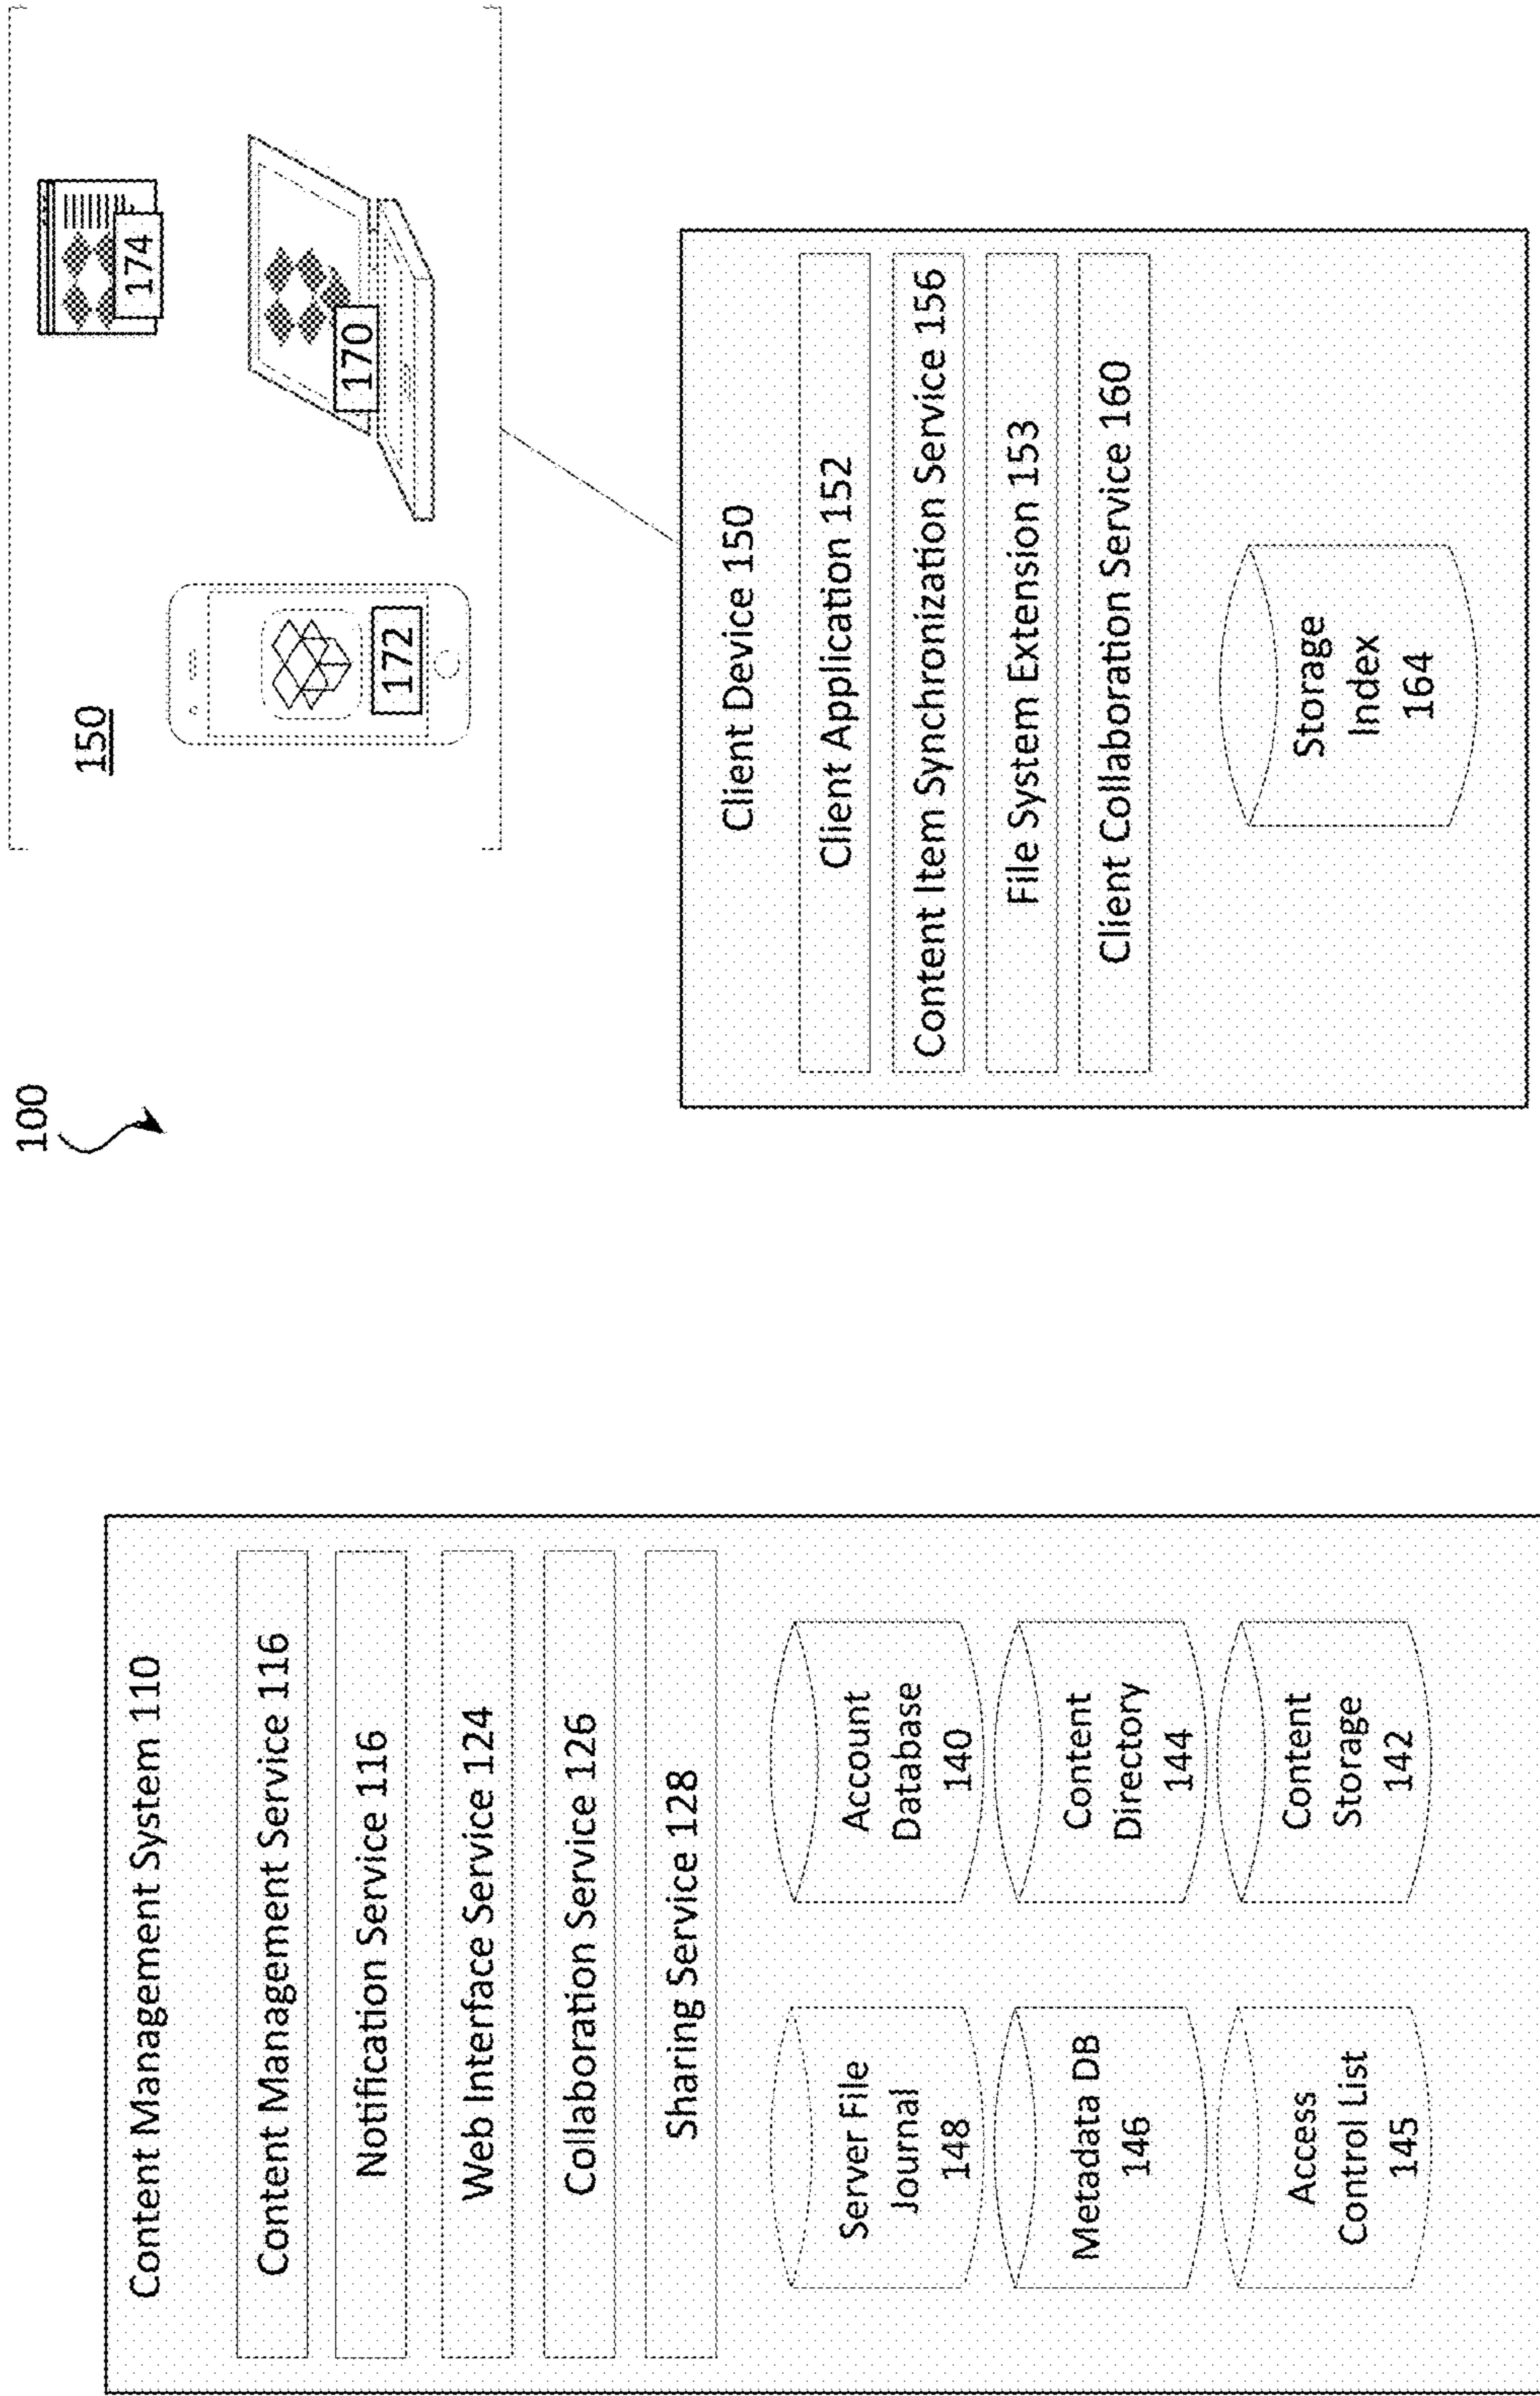 100
Content Management System 110
Content Management Service 116
Notification Service 116
Web Interface Service 124
Collaboration Service 126
Sharing Service 128
Server File
Journal
148
Account
Database
140
Metadata DB
146
Content
Directory
144
Access
Control List
145
Content
Storage
142
150
172
170
174
Client Device 150
Client Application 152
Content Item Synchronization Service 156
File System Extension 153
Client Collaboration Service 160
Storage
Index
164